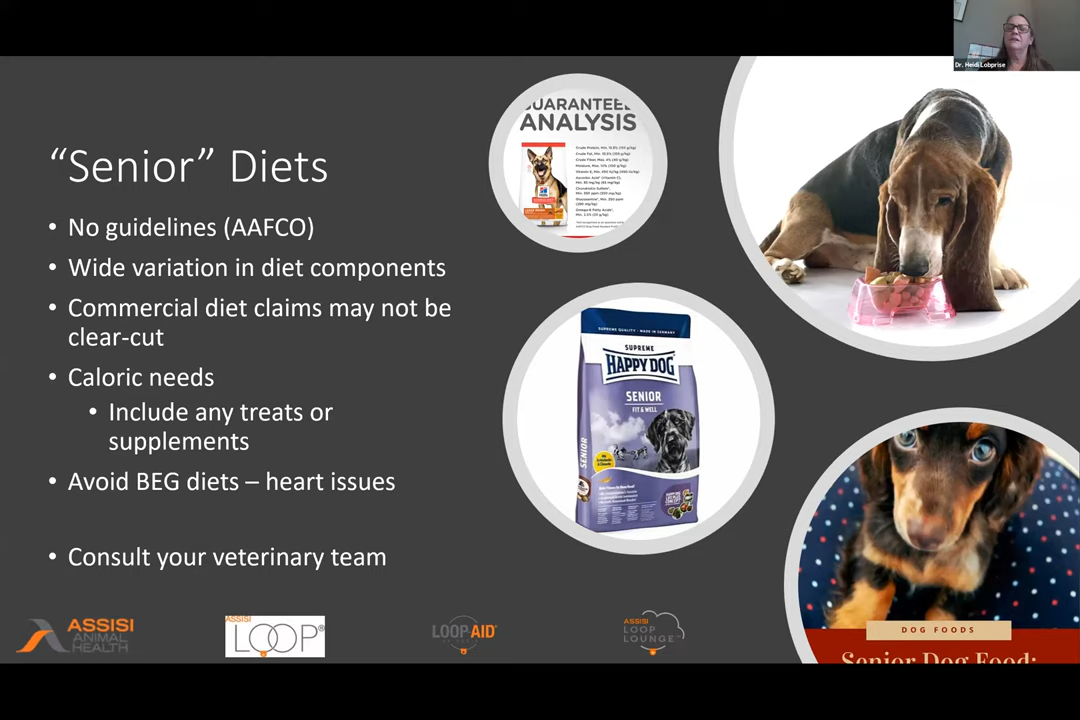 Dr. Heidi Lobprise
"Senior" Diets
• No guidelines (AAFCO)
• Wide variation in diet components
• Commercial diet claims may not be
clear-cut
• Caloric needs
• Include any treats or
supplements
• Avoid BEG diets – heart issues
• Consult your veterinary team
GUARANTEED
ANALYSIS
Hill's
SUPREME QUALITY · MADE IN GERMANY
SUPREME
HAPPY DOG
SENIOR
FIT & WELL
SENIOR
DOG FOODS
Senior Dog Food:
ASSISI
ANIMAL
HEALTH
ASSISI
LOOP®
LOOP-AID®
ASSISI
LOOP
LOUNGE™